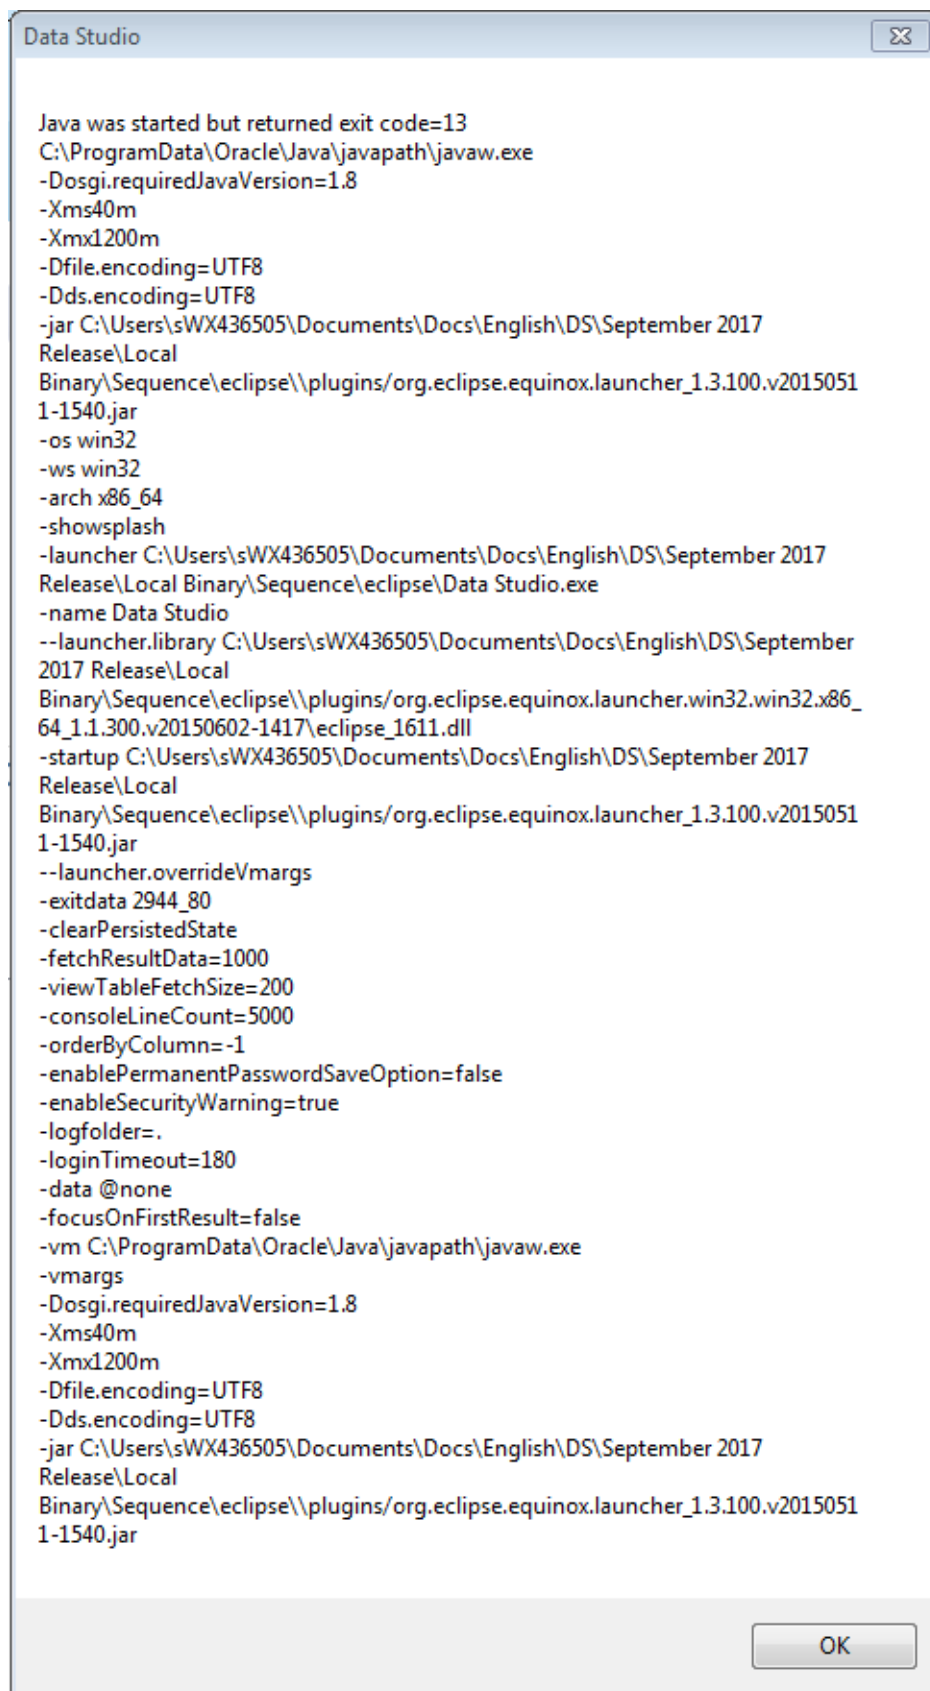 Data Studio
Java was started but returned exit code=13
C:\ProgramData\Oracle\Java\javapath\javaw.exe
-Dosgi.requiredJavaVersion=1.8
-Xms40m
-Xmx1200m
-Dfile.encoding=UTF8
-Dds.encoding=UTF8
-jar C:\Users\sWX436505\Documents\Docs\English\DS\September 2017
Release\Local
Binary\Sequence\eclipse\\plugins/org.eclipse.equinox.launcher_1.3.100.v2015051
1-1540.jar
-os win32
-ws win32
-arch x86_64
-showsplash
-launcher C:\Users\sWX436505\Documents\Docs\English\DS\September 2017
Release\Local Binary\Sequence\eclipse\Data Studio.exe
-name Data Studio
--launcher.library C:\Users\sWX436505\Documents\Docs\English\DS\September
2017 Release\Local
Binary\Sequence\eclipse\\plugins/org.eclipse.equinox.launcher.win32.win32.x86_
64_1.1.300.v20150602-1417\eclipse_1611.dll
-startup C:\Users\sWX436505\Documents\Docs\English\DS\September 2017
Release\Local
Binary\Sequence\eclipse\\plugins/org.eclipse.equinox.launcher_1.3.100.v2015051
1-1540.jar
--launcher.overrideVmargs
-exitdata 2944_80
-clearPersistedState
-fetchResultData=1000
-viewTableFetchSize=200
-consoleLineCount=5000
-orderByColumn=-1
-enablePermanentPasswordSaveOption=false
-enableSecurityWarning=true
-logfolder=.
-loginTimeout=180
-data @none
-focusOnFirstResult=false
-vm C:\ProgramData\Oracle\Java\javapath\javaw.exe
-vmargs
-Dosgi.requiredJavaVersion=1.8
-Xms40m
-Xmx1200m
-Dfile.encoding=UTF8
-Dds.encoding=UTF8
-jar C:\Users\sWX436505\Documents\Docs\English\DS\September 2017
Release\Local
Binary\Sequence\eclipse\\plugins/org.eclipse.equinox.launcher_1.3.100.v2015051
1-1540.jar
OK